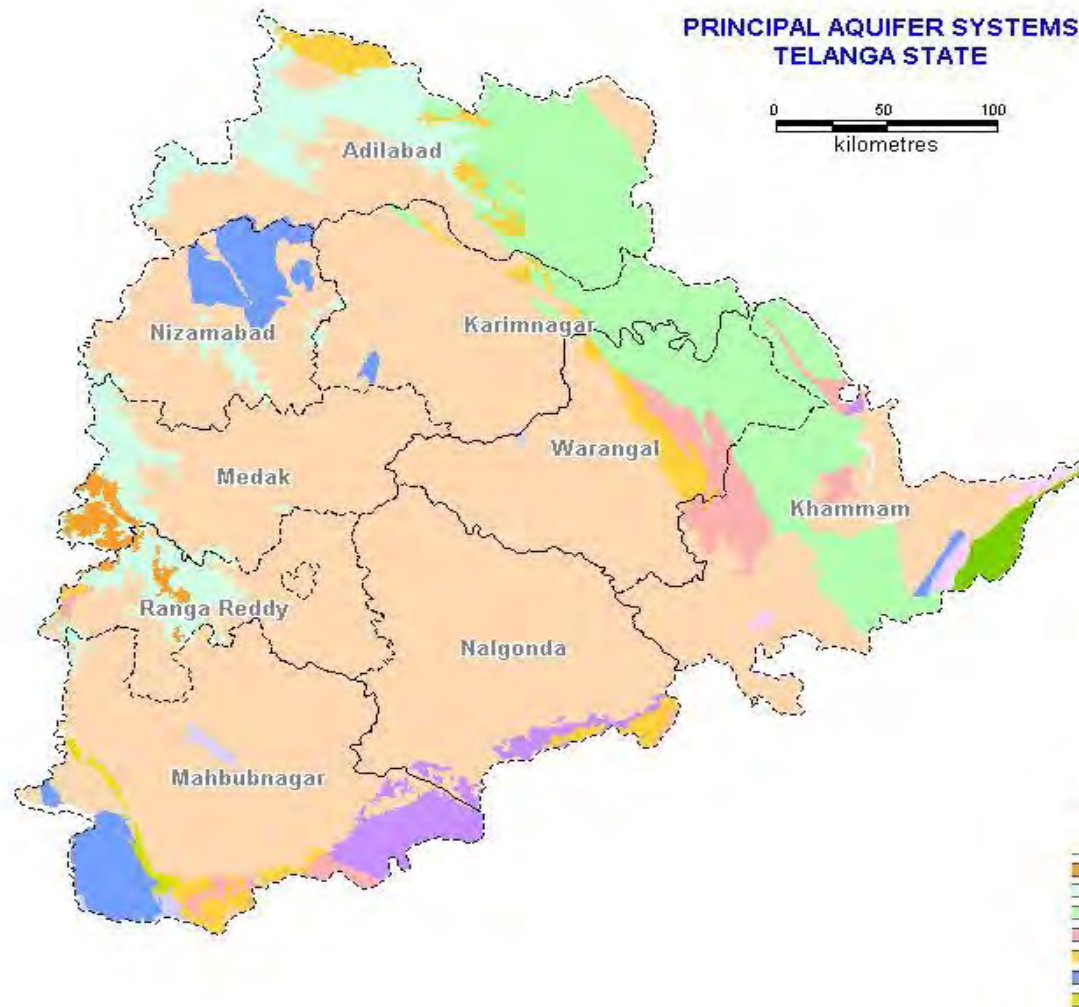 PRINCIPAL AQUIFER SYSTEMS
TELANGA STATE
0 50 100
kilometres
Adilabad
Nizamabad
Karimnagar
Medak
Warangal
Khammam
Ranga Reddy
Nalgonda
Mahbubnagar